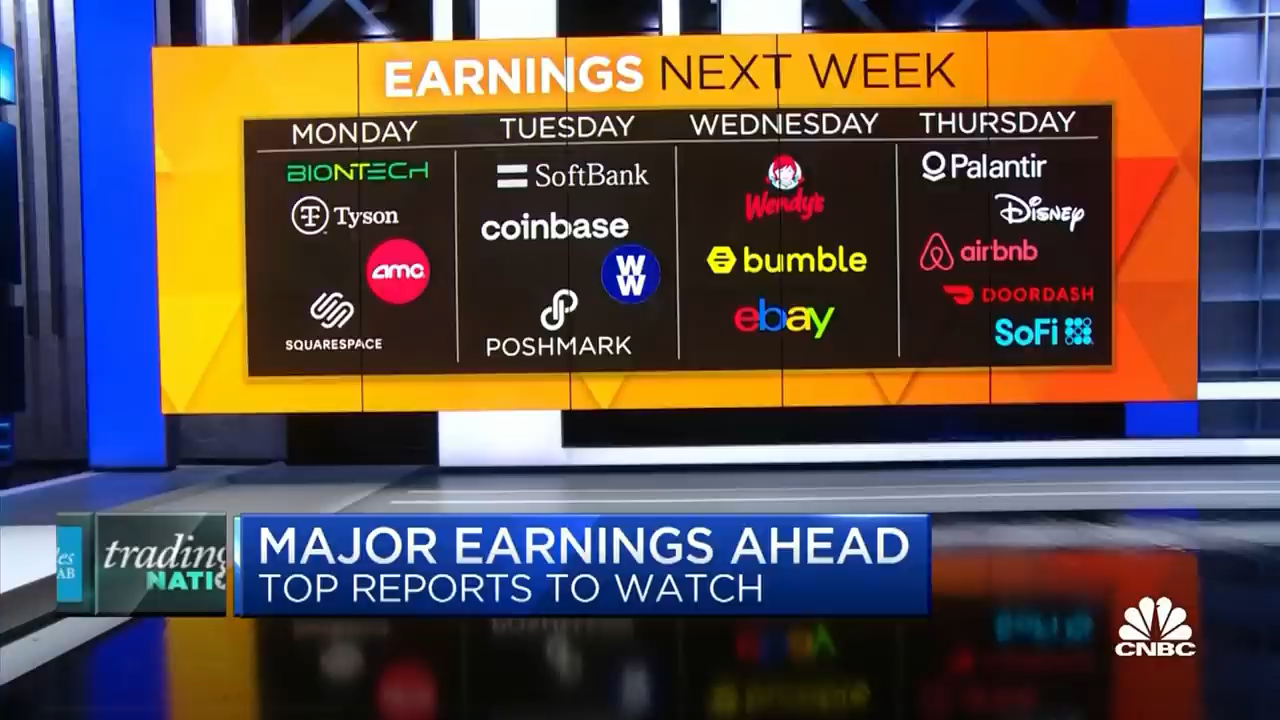 EARNINGS NEXT WEEK
MONDAY
BIONTECH
Tyson
amc
SQUARESPACE
TUESDAY
SoftBank
coinbase
WW
POSHMARK
WEDNESDAY
Wendy's
bumble
ebay
THURSDAY
Palantir
DISNEY
airbnb
DOORDASH
SoFi
trading
NATI
MAJOR EARNINGS AHEAD
TOP REPORTS TO WATCH
CNBC